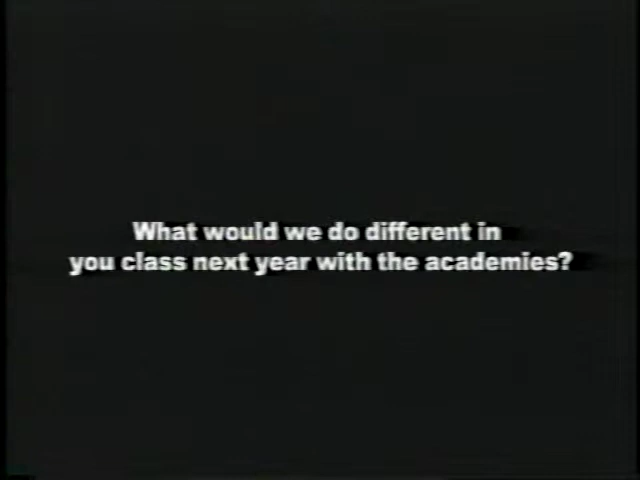 What would we do different in
you class next year with the academies?